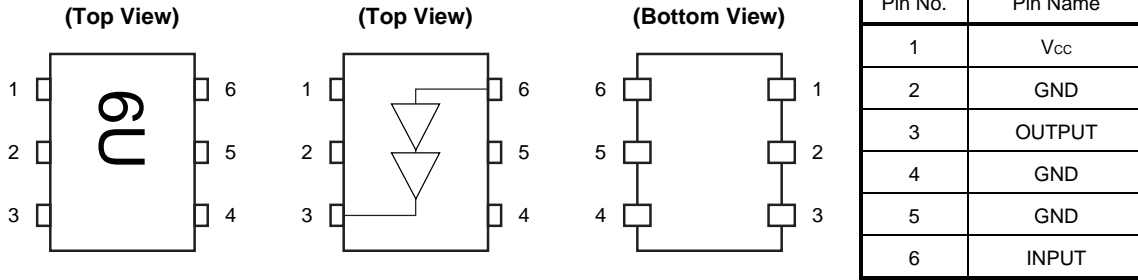 (Top View)
1
2
3
6U
6
5
4
(Top View)
1
2
3
6
5
4
(Bottom View)
6
5
4
1
2
3
Pin No. Pin Name
1 Vcc
2 GND
3 OUTPUT
4 GND
5 GND
6 INPUT